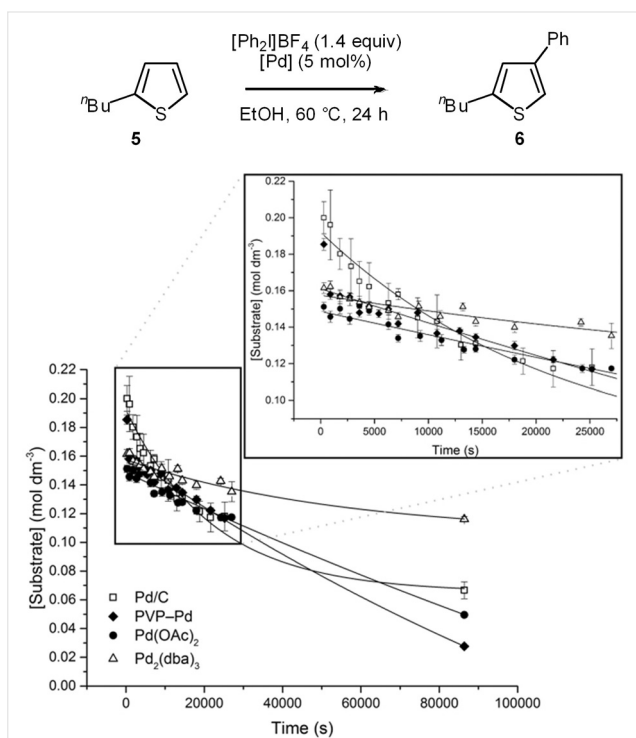 [Ph₂I]BF₄ (1.4 equiv)
[Pd] (5 mol%)
EtOH, 60 °C, 24 h
ⁿBu
S
5
Ph
ⁿBu
S
6
0.20
0.18
0.16
0.14
0.12
0.10
[Substrate] (mol dm⁻³)
0 5000 10000 15000 20000 25000
Time (s)
0.22
0.20
0.18
0.16
0.14
0.12
0.10
0.08
0.06
0.04
0.02
0.00
[Substrate] (mol dm⁻³)
Pd/C
PVP–Pd
Pd(OAc)₂
Pd₂(dba)₃
0 20000 40000 60000 80000 100000
Time (s)